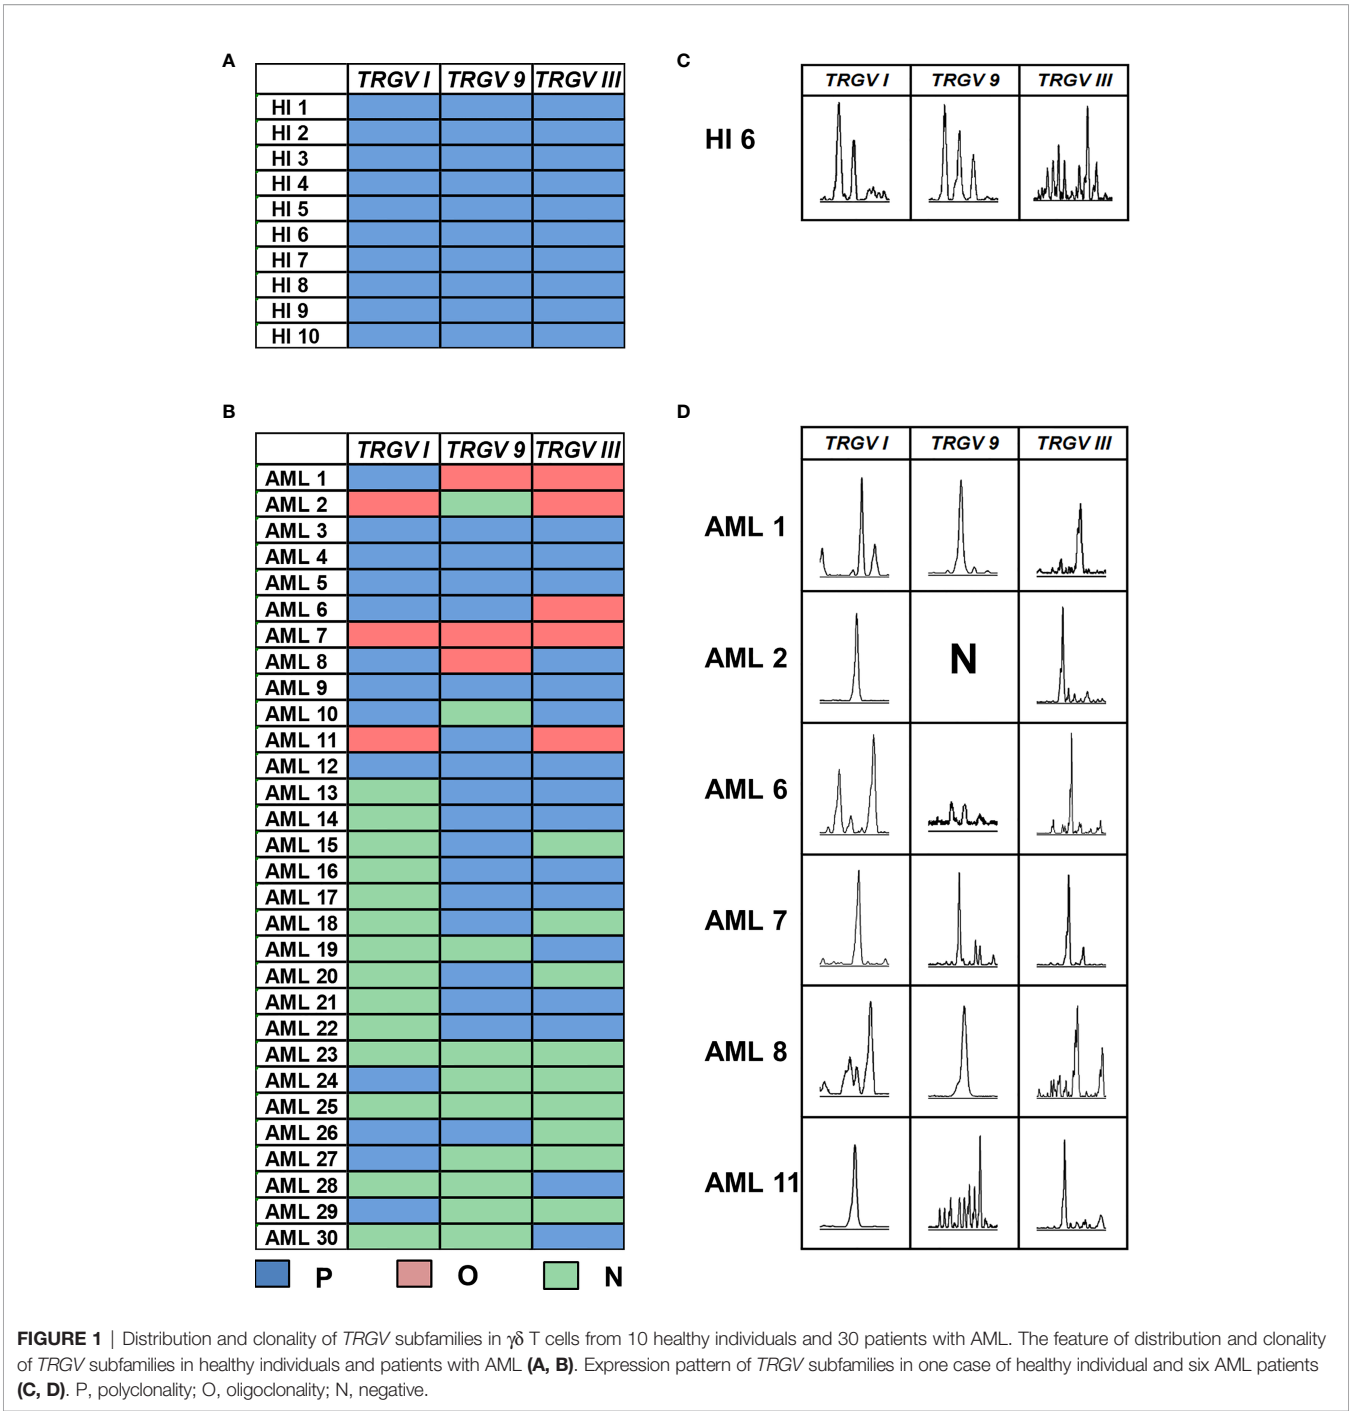 A
TRGV I TRGV 9 TRGV III
HI 1
HI 2
HI 3
HI 4
HI 5
HI 6
HI 7
HI 8
HI 9
HI 10
C
TRGV I TRGV 9 TRGV III
HI 6
B
TRGV I TRGV 9 TRGV III
AML 1
AML 2
AML 3
AML 4
AML 5
AML 6
AML 7
AML 8
AML 9
AML 10
AML 11
AML 12
AML 13
AML 14
AML 15
AML 16
AML 17
AML 18
AML 19
AML 20
AML 21
AML 22
AML 23
AML 24
AML 25
AML 26
AML 27
AML 28
AML 29
AML 30
P O N
D
TRGV I TRGV 9 TRGV III
AML 1
AML 2 N
AML 6
AML 7
AML 8
AML 11
FIGURE 1 | Distribution and clonality of TRGV subfamilies in γδ T cells from 10 healthy individuals and 30 patients with AML. The feature of distribution and clonality
of TRGV subfamilies in healthy individuals and patients with AML (A, B). Expression pattern of TRGV subfamilies in one case of healthy individual and six AML patients
(C, D). P, polyclonality; O, oligoclonality; N, negative.